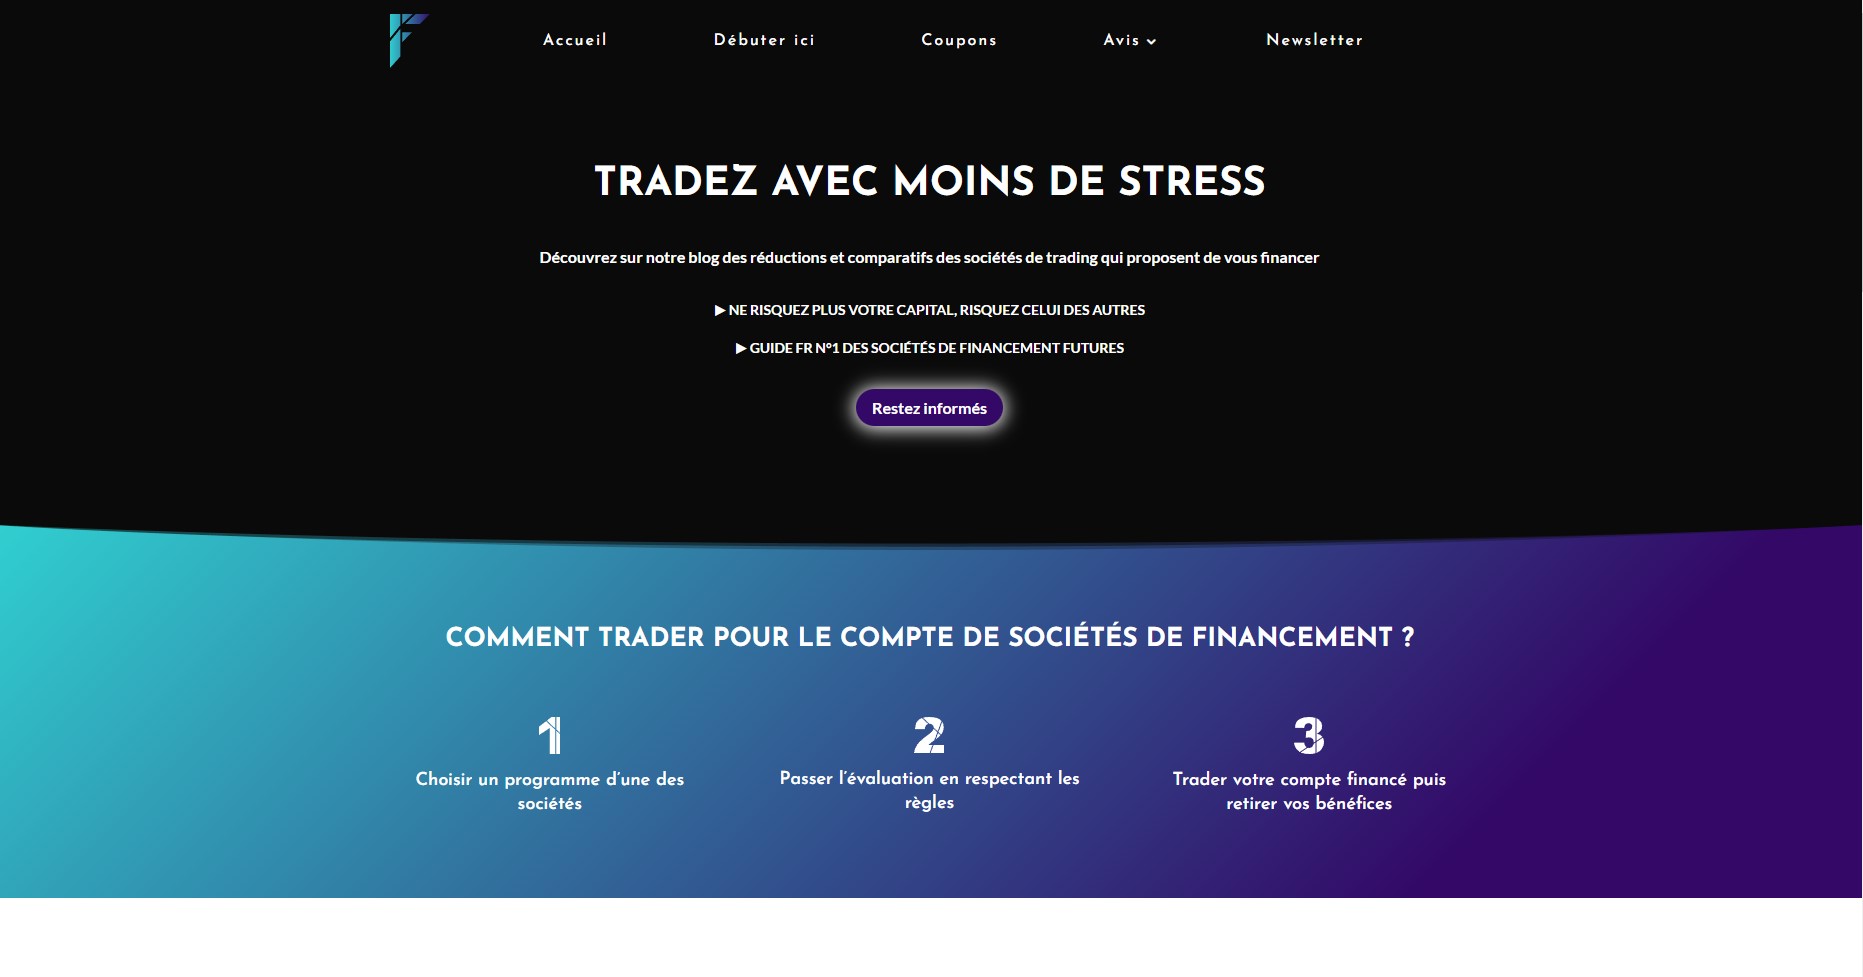 Accueil Débuter ici Coupons Avis Newsletter
TRADEZ AVEC MOINS DE STRESS
Découvrez sur notre blog des réductions et comparatifs des sociétés de trading qui proposent de vous financer
▶ NE RISQUEZ PLUS VOTRE CAPITAL, RISQUEZ CELUI DES AUTRES
▶ GUIDE FR N°1 DES SOCIÉTÉS DE FINANCEMENT FUTURES
Restez informés
COMMENT TRADER POUR LE COMPTE DE SOCIÉTÉS DE FINANCEMENT ?
1
Choisir un programme d'une des
sociétés
2
Passer l'évaluation en respectant les
règles
3
Trader votre compte financé puis
retirer vos bénéfices